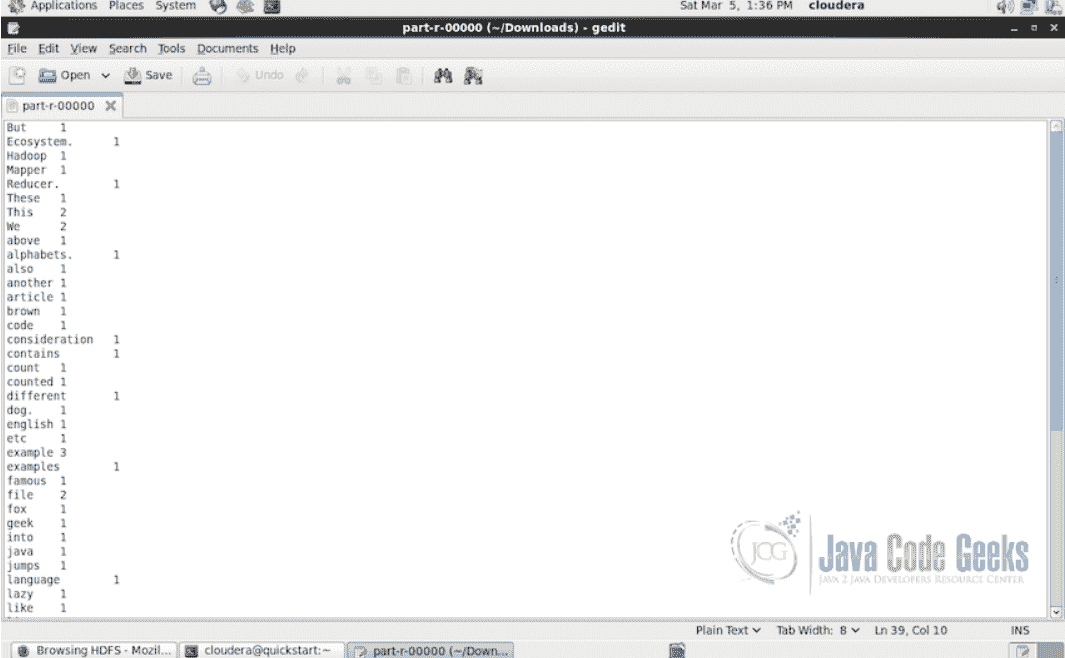 Applications Places System Sat Mar 5, 1:36 PM cloudera
part-r-00000 (~/Downloads) - gedit
File Edit View Search Tools Documents Help
Open Save Undo
part-r-00000
But 1
Ecosystem. 1
Hadoop 1
Mapper 1
Reducer. 1
These 1
This 2
We 2
above 1
alphabets. 1
also 1
another 1
article 1
brown 1
code 1
consideration 1
contains 1
count 1
counted 1
different 1
dog. 1
english 1
etc 1
example 3
examples 1
famous 1
file 2
fox 1
geek 1
into 1
java 1
jumps 1
language 1
lazy 1
like 1
JCG
Java Code Geeks
JAVA 2 JAVA DEVELOPERS RESOURCE CENTER
Plain Text Tab Width: 8 Ln 39, Col 10 INS
Browsing HDFS - Mozil... cloudera@quickstart:~ part-r-00000 (~/Down...